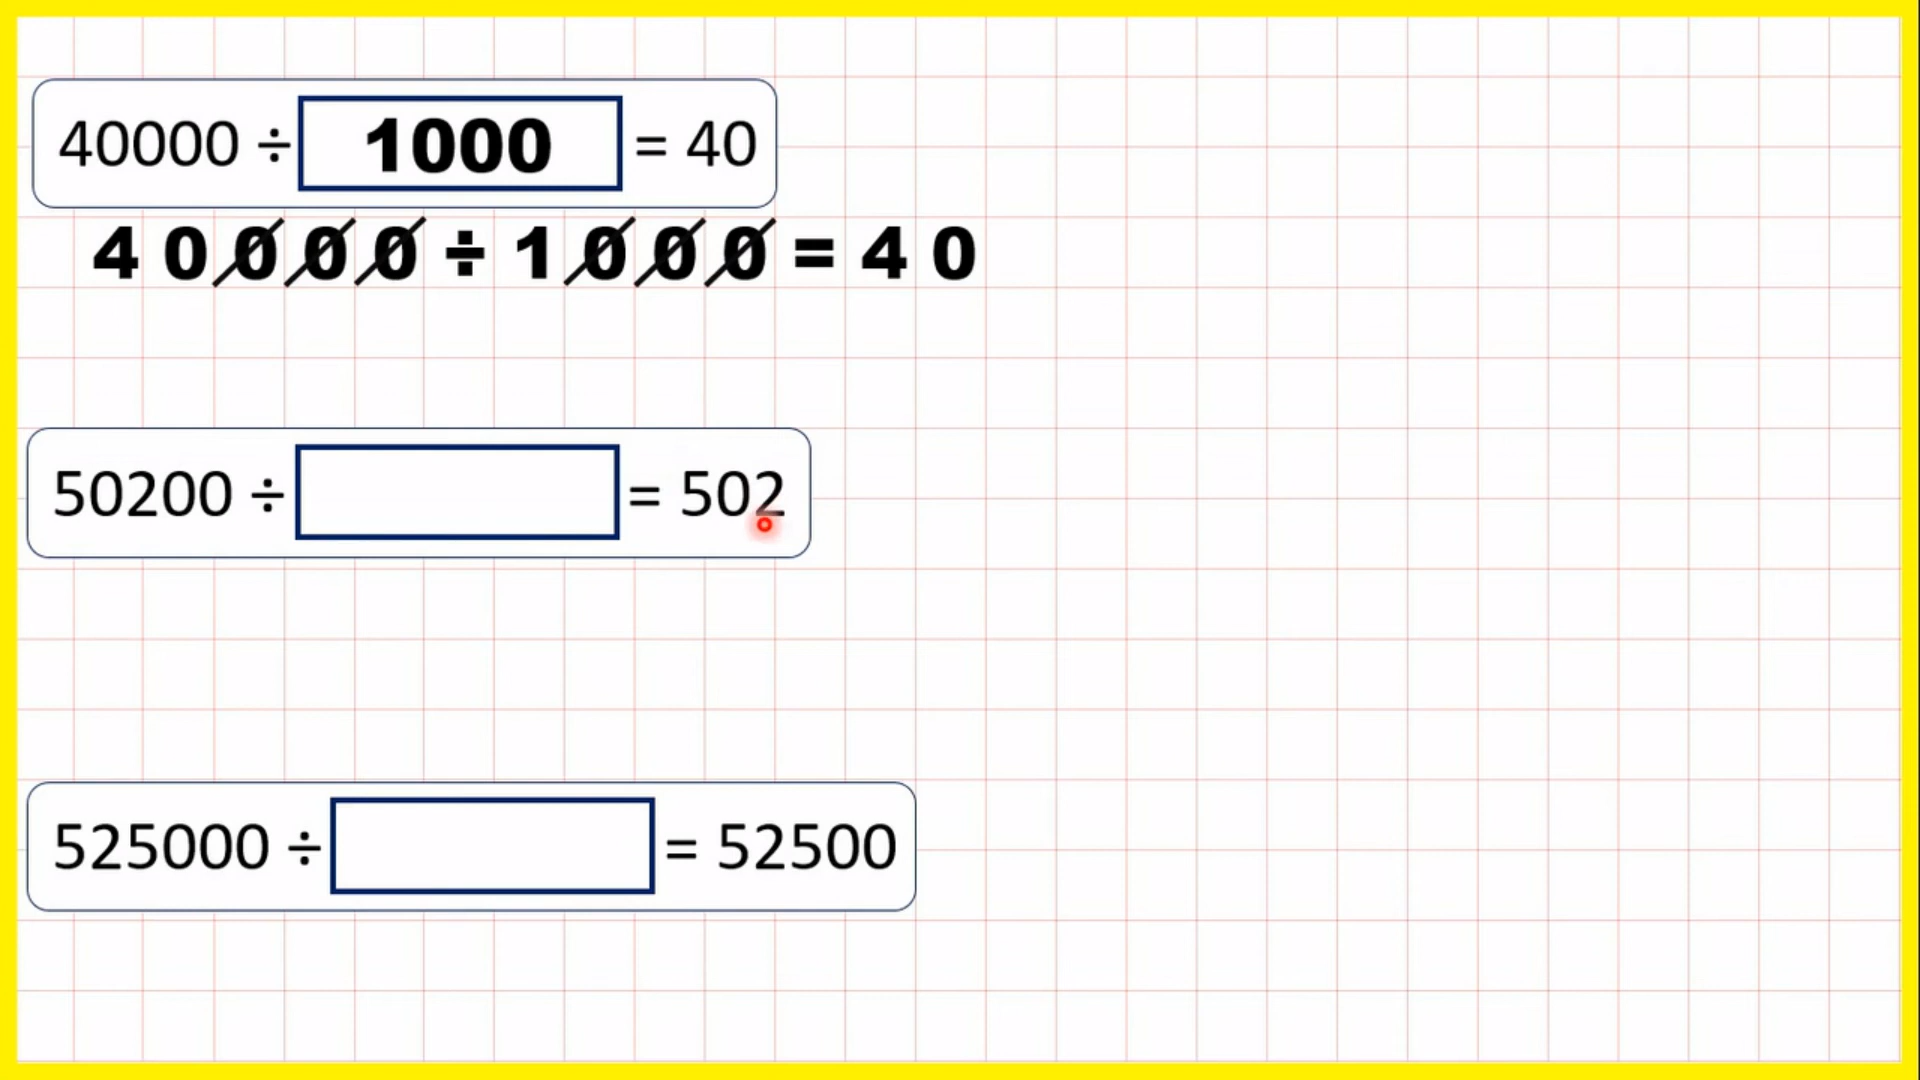 40000 ÷ 1000 = 40
4 0 0 0 0 ÷ 1 0 0 0 = 4 0
50200 ÷ = 502
525000 ÷ = 52500